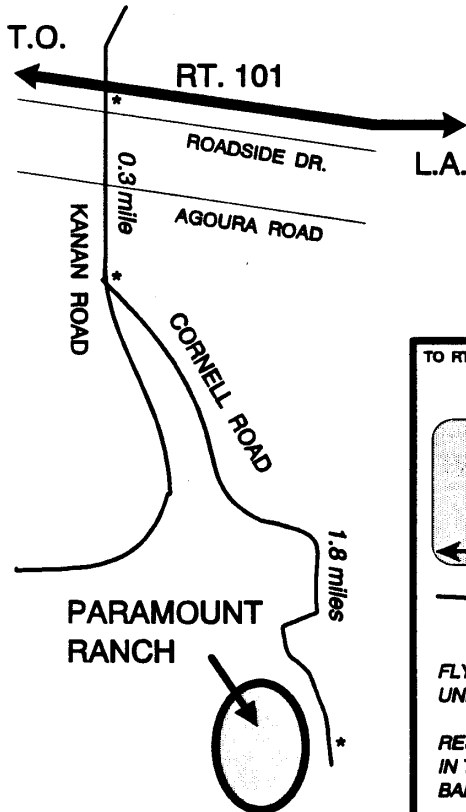 T.O.
RT. 101
*
ROADSIDE DR.
L.A.
0.3 mile
AGOURA ROAD
KANAN ROAD
*
CORNELL ROAD
1.8 miles
PARAMOUNT
RANCH
*
TO RT
FLY
UN
RE
IN
BA